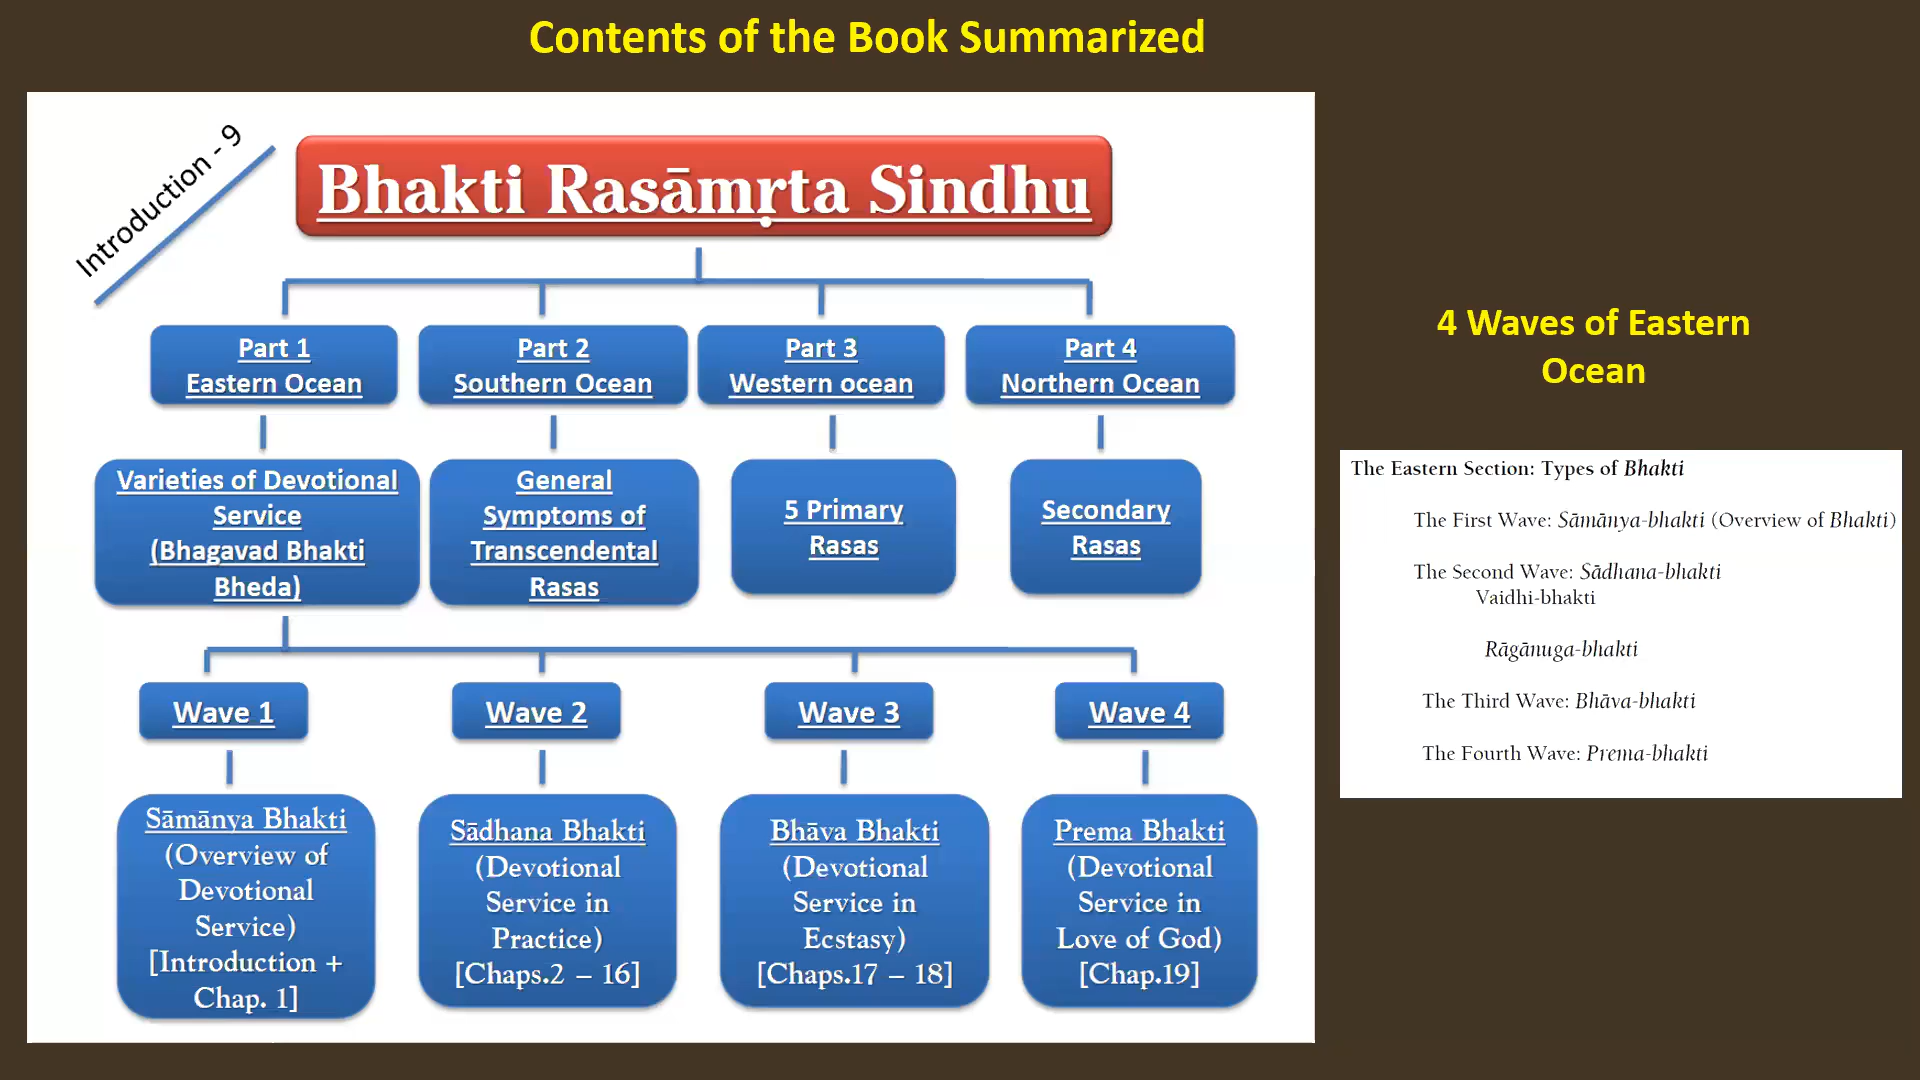 Contents of the Book Summarized
Introduction - 9
Bhakti Rasāmṛta Sindhu
Part 1
Eastern Ocean
Part 2
Southern Ocean
Part 3
Western ocean
Part 4
Northern Ocean
Varieties of Devotional
Service
(Bhagavad Bhakti
Bheda)
General
Symptoms of
Transcendental
Rasas
5 Primary
Rasas
Secondary
Rasas
Wave 1
Wave 2
Wave 3
Wave 4
Sāmānya Bhakti
(Overview of
Devotional
Service)
[Introduction +
Chap. 1]
Sādhana Bhakti
(Devotional
Service in
Practice)
[Chaps.2 – 16]
Bhāva Bhakti
(Devotional
Service in
Ecstasy)
[Chaps.17 – 18]
Prema Bhakti
(Devotional
Service in
Love of God)
[Chap.19]
4 Waves of Eastern
Ocean
The Eastern Section: Types of Bhakti
The First Wave: Sāmānya-bhakti (Overview of Bhakti)
The Second Wave: Sādhana-bhakti
Vaidhi-bhakti
Rāgānuga-bhakti
The Third Wave: Bhāva-bhakti
The Fourth Wave: Prema-bhakti